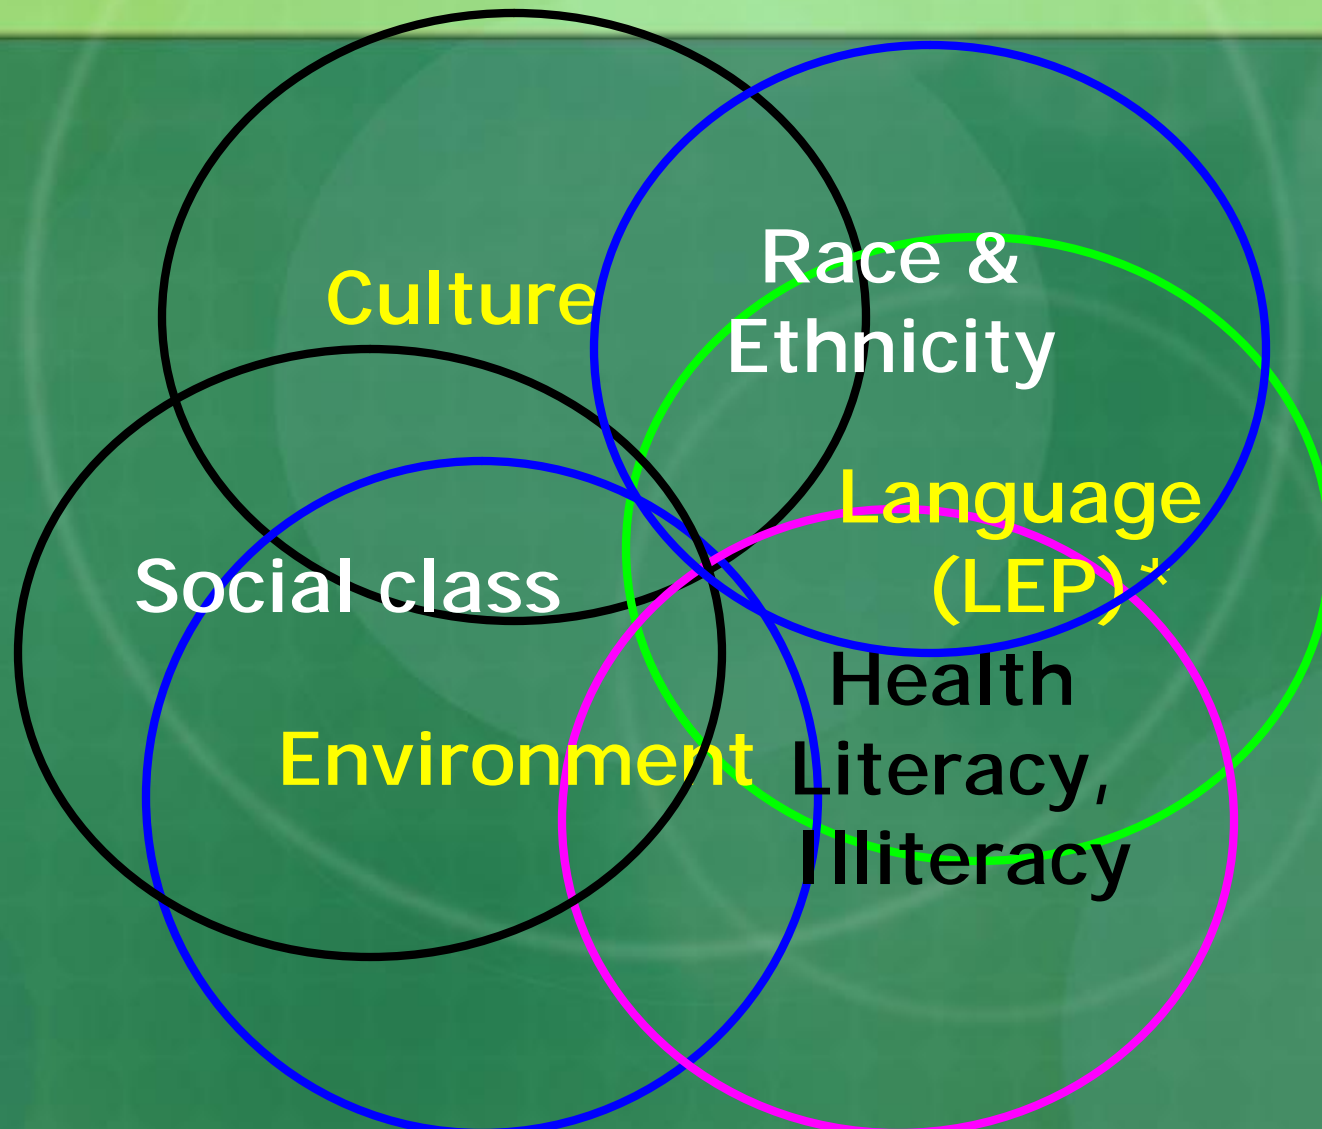 Culture
Race &
Ethnicity
Language
(LEP)*
Social class
Environment
Health
Literacy,
Illiteracy